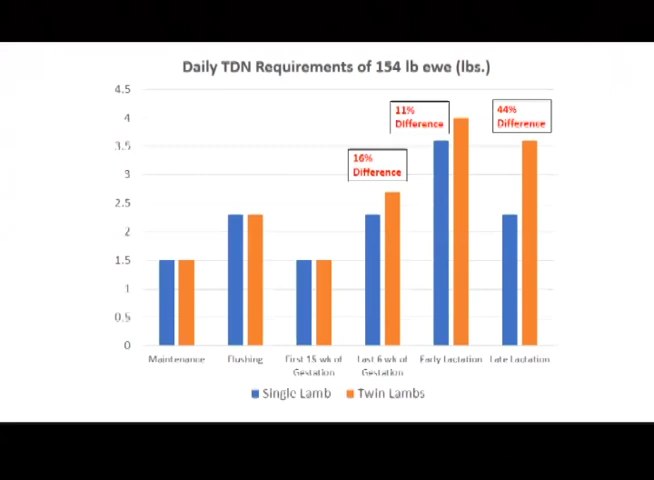 Daily TDN Requirements of 154 lb ewe (lbs.)
4.5
4
3.5
3
2.5
2
1.5
1
0.5
0
16%
Difference
11%
Difference
44%
Difference
Maintenance
Flushing
First 15 wk of
Gestation
Last 6 wk of
Gestation
Early Lactation
Late Lactation
Single Lamb
Twin Lambs